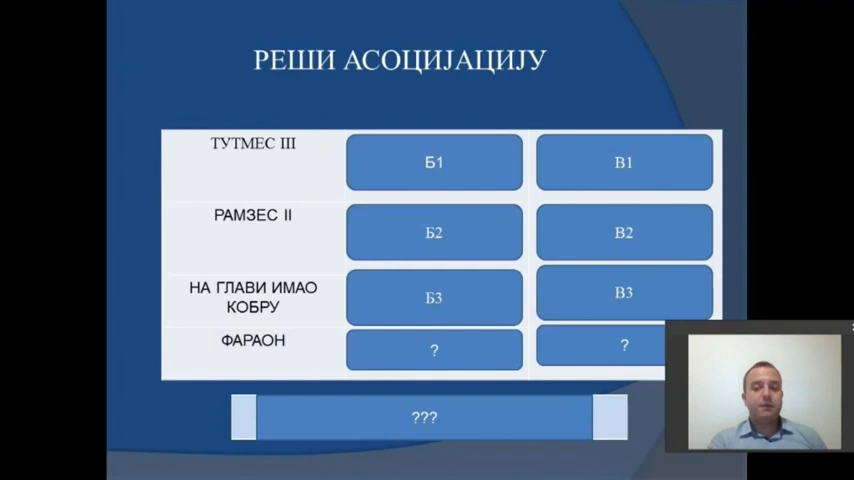 РЕШИ АСОЦИЈАЦИЈУ
ТУТМЕС III
Б1
В1
РАМЗЕС II
Б2
В2
НА ГЛАВИ ИМАО
КОБРУ
Б3
В3
ФАРАОН
?
?
???